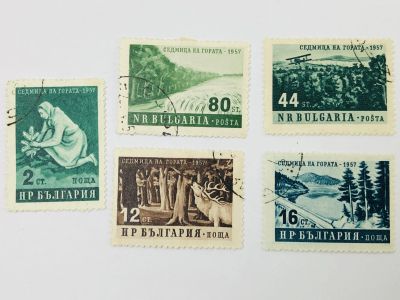 СЕДМИЦА НА ГОРАТА · 1957
2 СТ. ПОЩА
НР БЪЛГАРИЯ
СЕДМИЦА НА ГОРАТА - 1957
80 ST.
NR BULGARIA · POŠTA
СЕДМИЦА НА ГОРАТА · 1957
44 ST.
NR BULGARIA · POŠTA
СЕДМИЦА НА ГОРАТА · 1957
12 СТ.
НР БЪЛГАРИЯ · ПОЩА
СЕДМИЦА НА ГОРАТА · 1957
16 СТ.
НР БЪЛГАРИЯ · ПОЩА